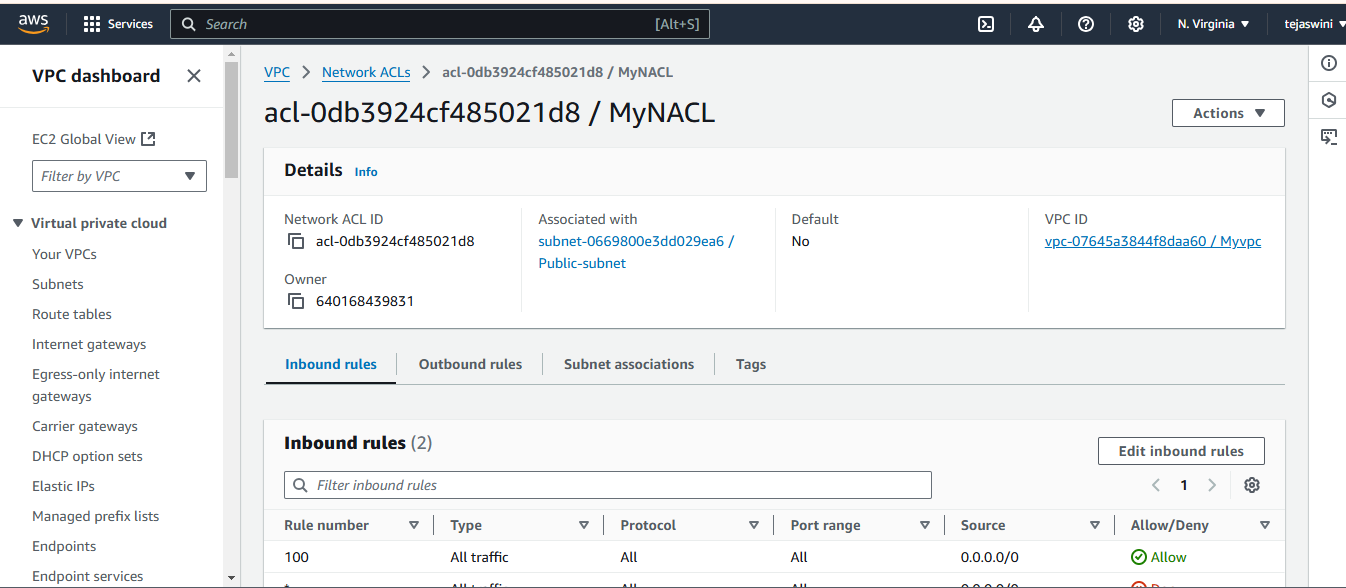 aws
Services
Search
[Alt+S]
N. Virginia
tejaswini
VPC dashboard
EC2 Global View
Filter by VPC
Virtual private cloud
Your VPCs
Subnets
Route tables
Internet gateways
Egress-only internet
gateways
Carrier gateways
DHCP option sets
Elastic IPs
Managed prefix lists
Endpoints
Endpoint services
VPC > Network ACLs > acl-0db3924cf485021d8 / MyNACL
acl-0db3924cf485021d8 / MyNACL
Actions
Details Info
Network ACL ID
acl-0db3924cf485021d8
Owner
640168439831
Associated with
subnet-0669800e3dd029ea6 /
Public-subnet
Default
No
VPC ID
vpc-07645a3844f8daa60 / Myvpc
Inbound rules Outbound rules Subnet associations Tags
Inbound rules (2)
Edit inbound rules
Filter inbound rules
1
Rule number Type Protocol Port range Source Allow/Deny
100 All traffic All All 0.0.0.0/0 Allow
* All traffic All All 0.0.0.0/0